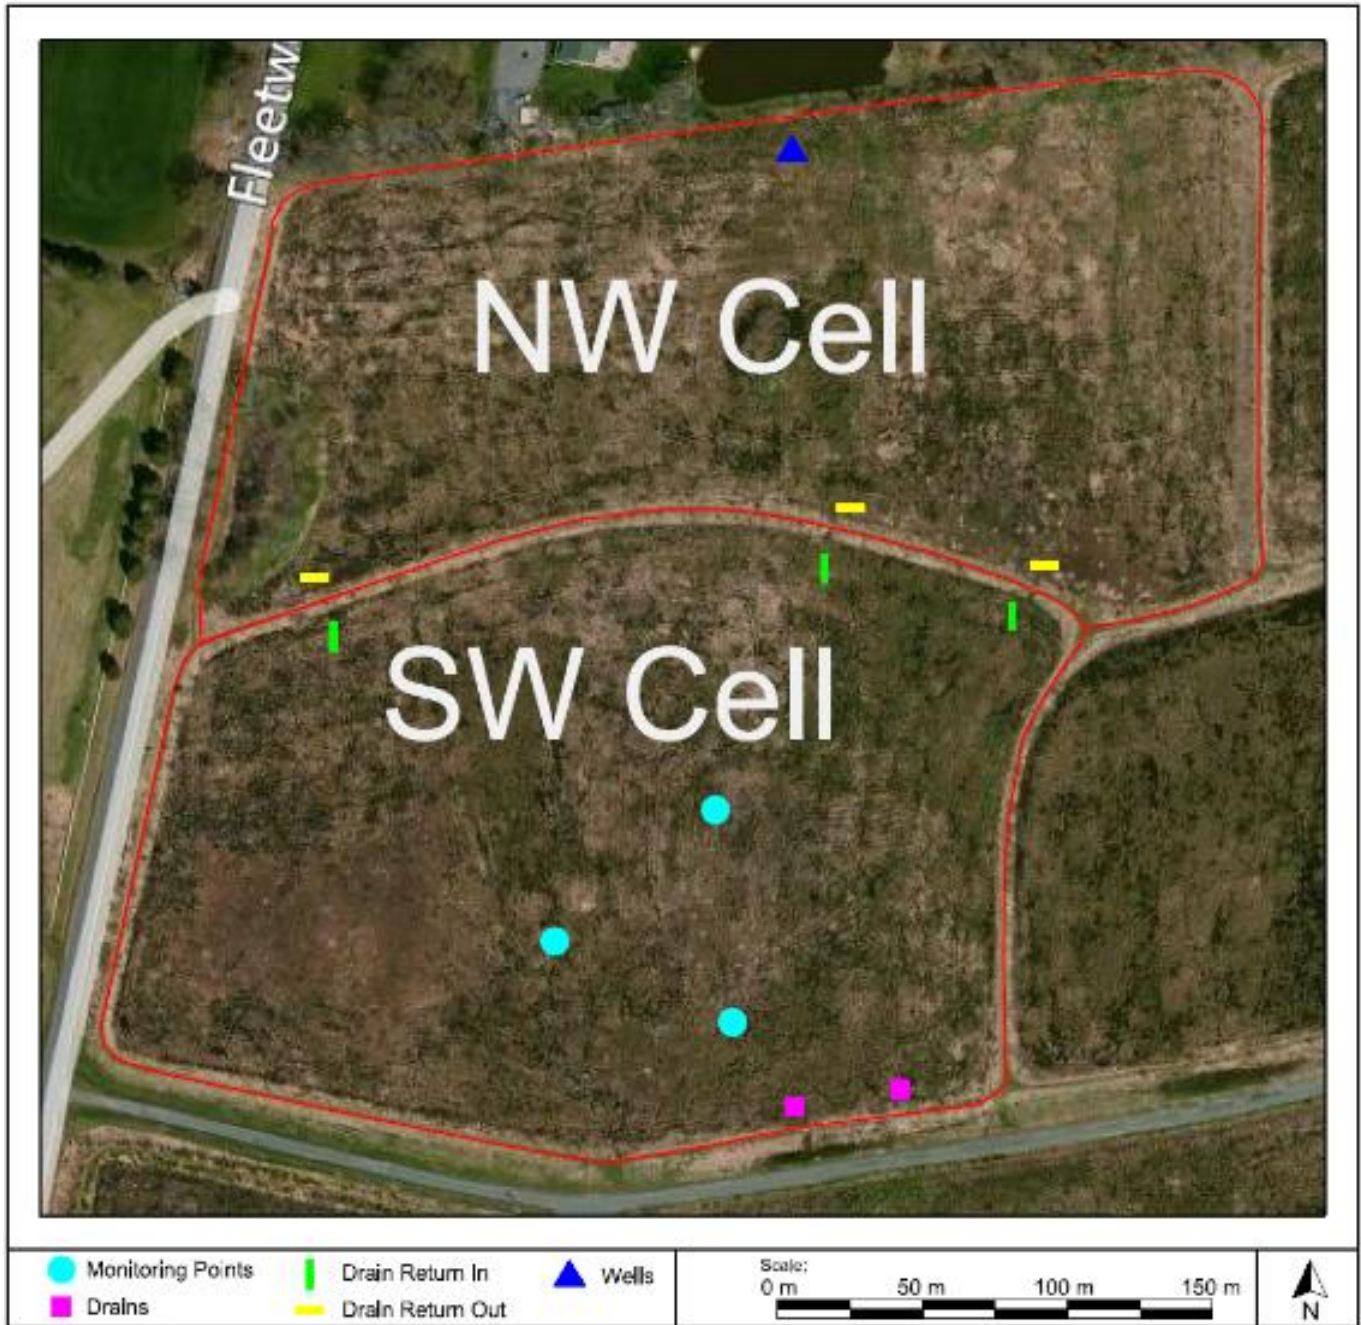 Fleetw
NW Cell
SW Cell
Monitoring Points
Drain Return In
Wells
Drains
Drain Return Out
Scale:
0 m 50 m 100 m 150 m
N